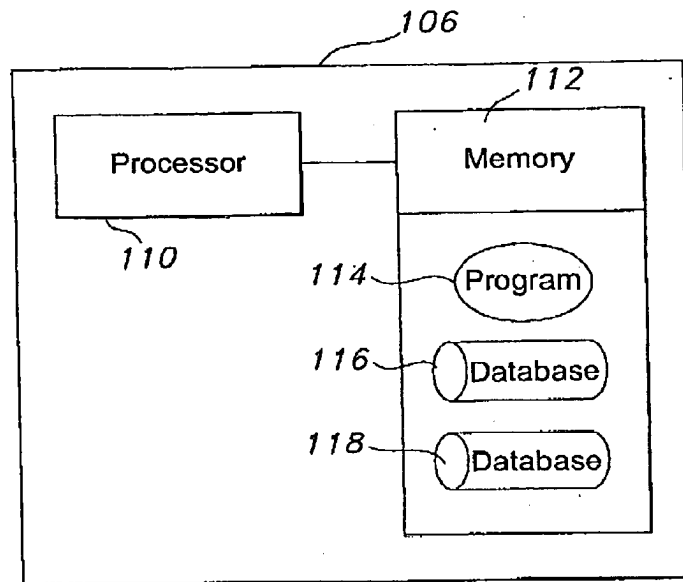 106
112
Processor
Memory
110
114
Program
116
Database
118
Database